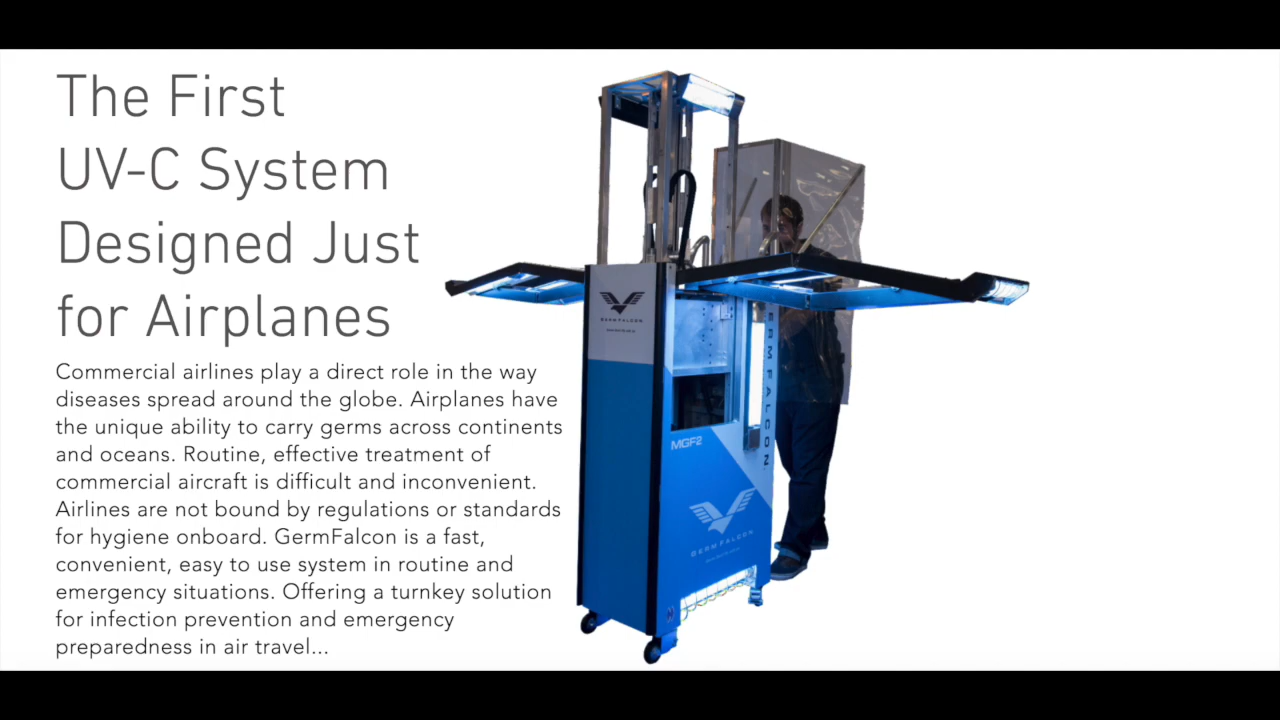 The First
UV-C System
Designed Just
for Airplanes
Commercial airlines play a direct role in the way
diseases spread around the globe. Airplanes have
the unique ability to carry germs across continents
and oceans. Routine, effective treatment of
commercial aircraft is difficult and inconvenient.
Airlines are not bound by regulations or standards
for hygiene onboard. GermFalcon is a fast,
convenient, easy to use system in routine and
emergency situations. Offering a turnkey solution
for infection prevention and emergency
preparedness in air travel...
GERMFALCON
MGF2
GERMFALCON
ERMFALCON